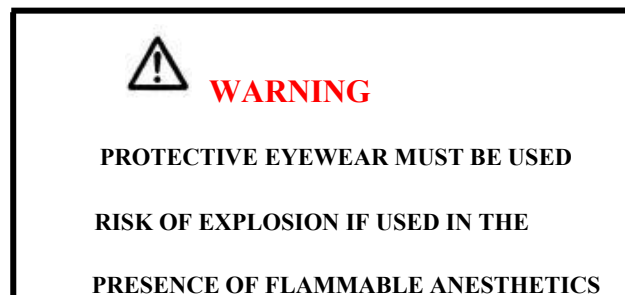 WARNING
PROTECTIVE EYEWEAR MUST BE USED
RISK OF EXPLOSION IF USED IN THE
PRESENCE OF FLAMMABLE ANESTHETICS